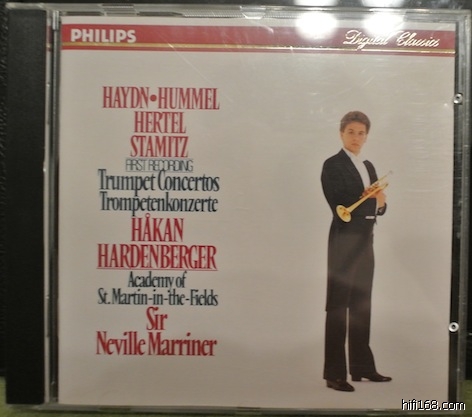 PHILIPS
Digital Classics
HAYDN • HUMMEL
HERTEL
STAMITZ
FIRST RECORDING
Trumpet Concertos
Trompetenkonzerte
HÅKAN
HARDENBERGER
Academy of
St. Martin-in-the-Fields
Sir
Neville Marriner
hifi168.com